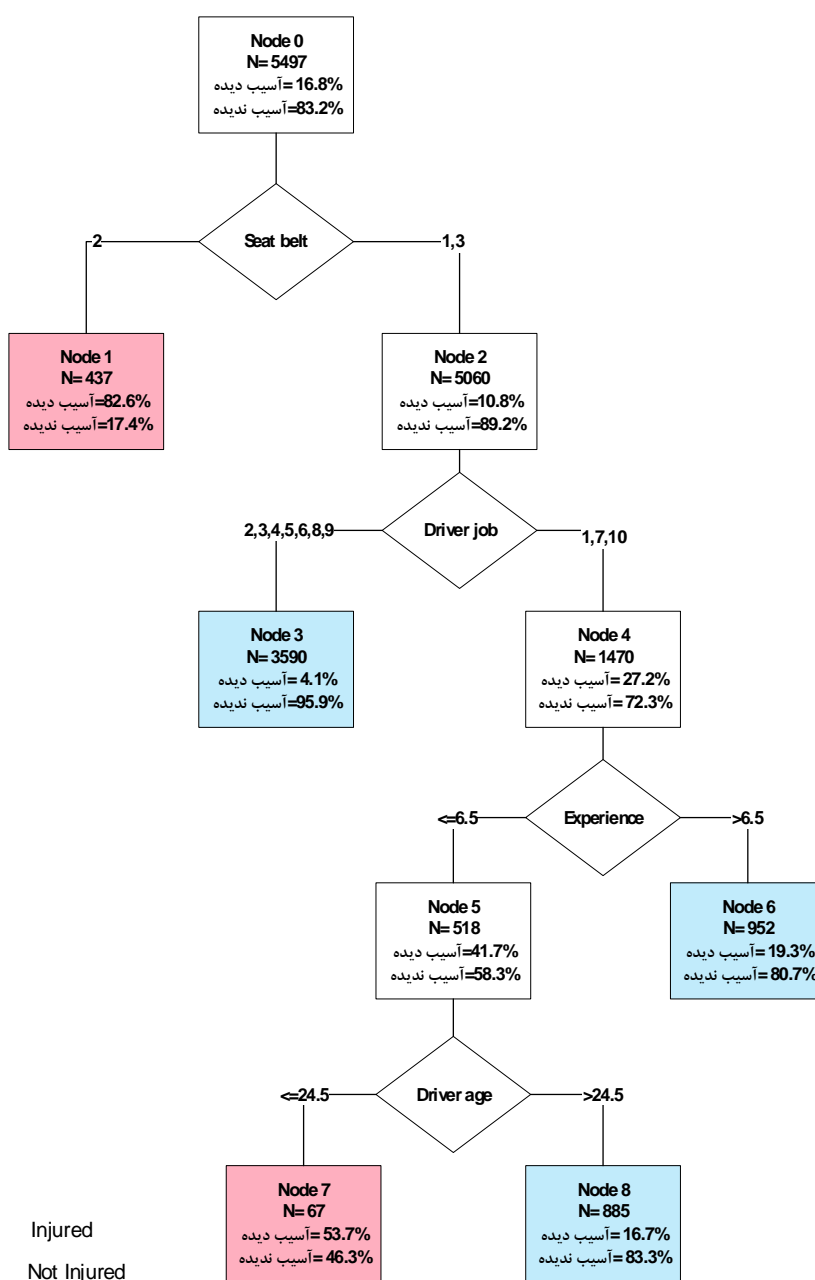 Node 0
N= 5497
آسیب دیده = 16.8%
آسیب ندیده=83.2%
Seat belt
2
1,3
Node 1
N= 437
آسیب دیده=82.6%
آسیب ندیده=17.4%
Node 2
N= 5060
آسیب دیده=10.8%
آسیب ندیده=89.2%
Driver job
2,3,4,5,6,8,9
1,7,10
Node 3
N= 3590
آسیب دیده = 4.1%
آسیب ندیده=95.9%
Node 4
N= 1470
آسیب دیده = 27.2%
آسیب ندیده = 72.3%
Experience
<=6.5
>6.5
Node 5
N= 518
آسیب دیده=41.7%
آسیب ندیده=58.3%
Node 6
N= 952
آسیب دیده = 19.3%
آسیب ندیده = 80.7%
Driver age
<=24.5
>24.5
Node 7
N= 67
آسیب دیده = 53.7%
آسیب ندیده = 46.3%
Node 8
N= 885
آسیب دیده = 16.7%
آسیب ندیده = 83.3%
Injured
Not Injured